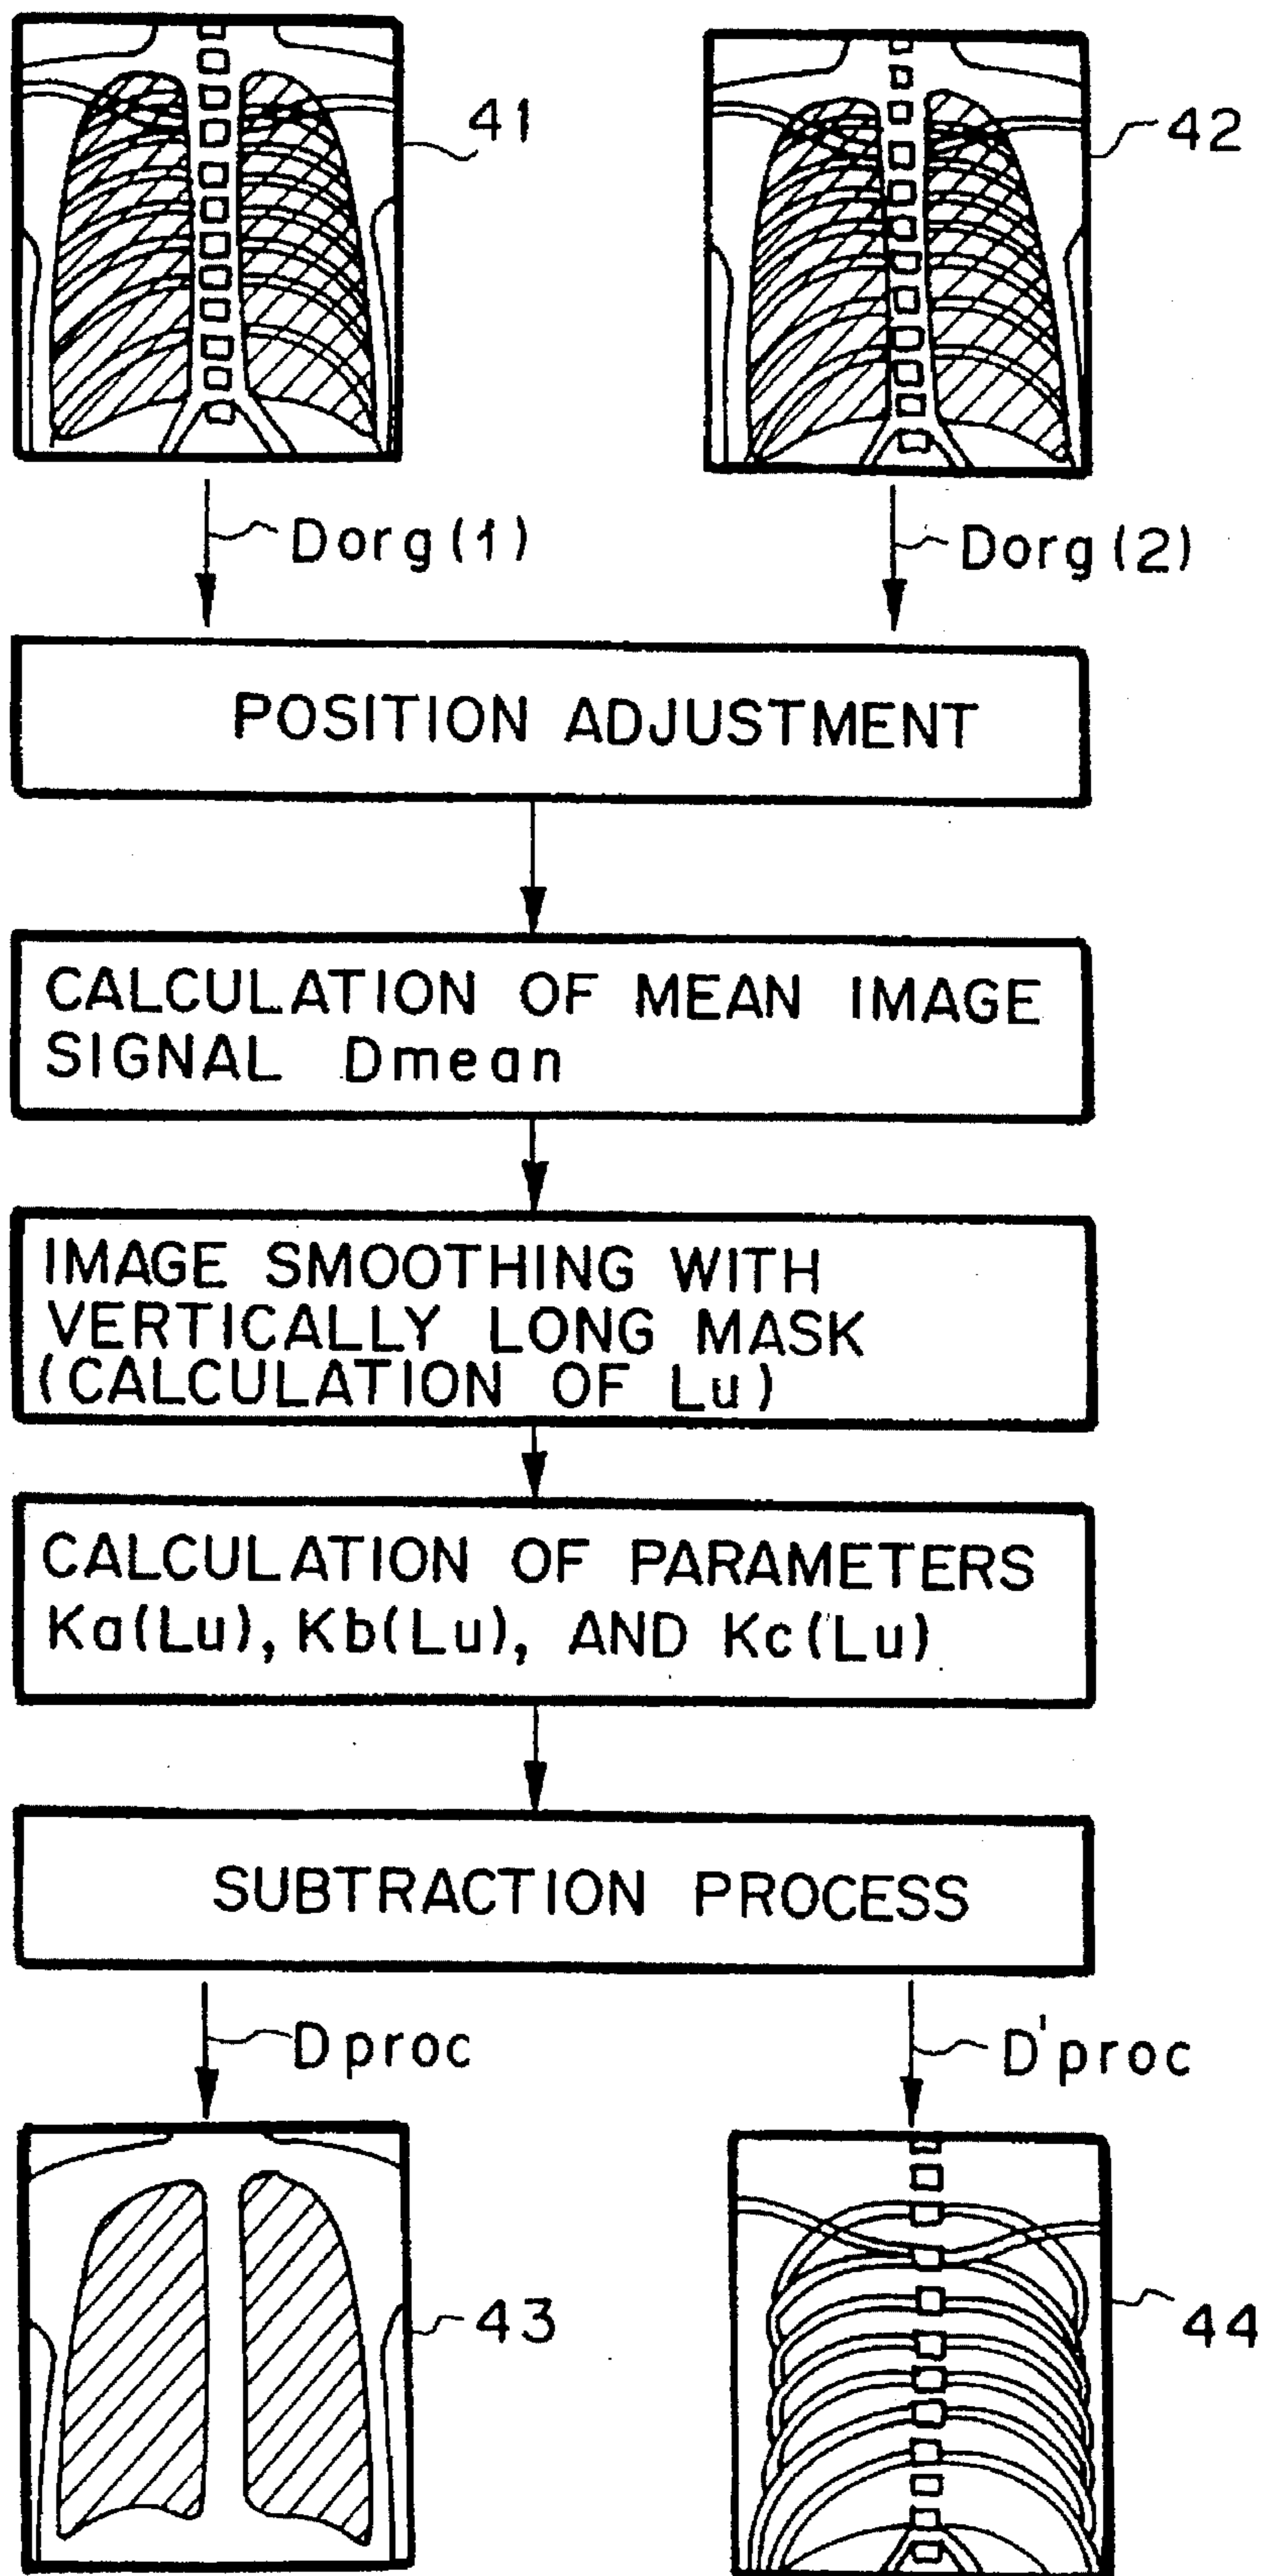 41
42
Dorg(1)
Dorg(2)
POSITION ADJUSTMENT
CALCULATION OF MEAN IMAGE
SIGNAL Dmean
IMAGE SMOOTHING WITH
VERTICALLY LONG MASK
(CALCULATION OF Lu)
CALCULATION OF PARAMETERS
Ka(Lu), Kb(Lu), AND Kc(Lu)
SUBTRACTION PROCESS
Dproc
D'proc
43
44